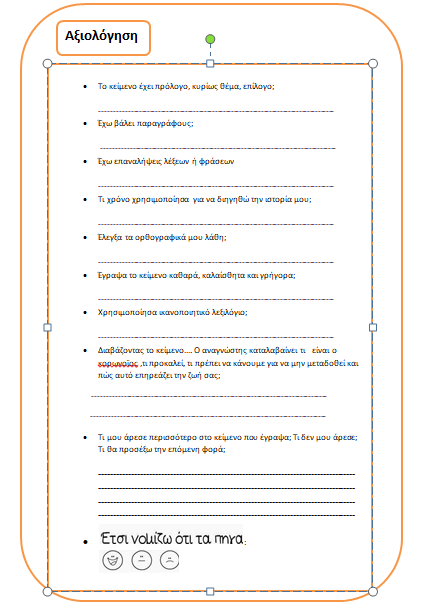 Αξιολόγηση
Το κείμενο έχει πρόλογο, κυρίως θέμα, επίλογο;
Εχω βάλει παραγράφους;
Εχω επαναλήψεις λέξεων ή φράσεων
Τι χρόνο χρησιμοποίησα για να διηγηθώ την ιστορία μου;
Έλεγξα τα ορθογραφικά μου λάθη;
Έγραψα το κείμενο καθαρά, καλαίσθητα και γρήγορα;
Χρησιμοποίησα ικανοποιητικό λεξιλόγιο;
Διαβάζοντας το κείμενο.... Ο αναγνώστης καταλαβαίνει τι είναι ο
κορωνοϊος ,τι προκαλεί, τι πρέπει να κάνουμε για να μην μεταδοθεί και
πώς αυτό επηρεάζει την ζωή σας;
Τι μου άρεσε περισσότερο στο κείμενο που έγραψα; Τι δεν μου άρεσε;
Τι θα προσέξω την επόμενη φορά;
Έτσι νομίζω ότι τα πηγα.